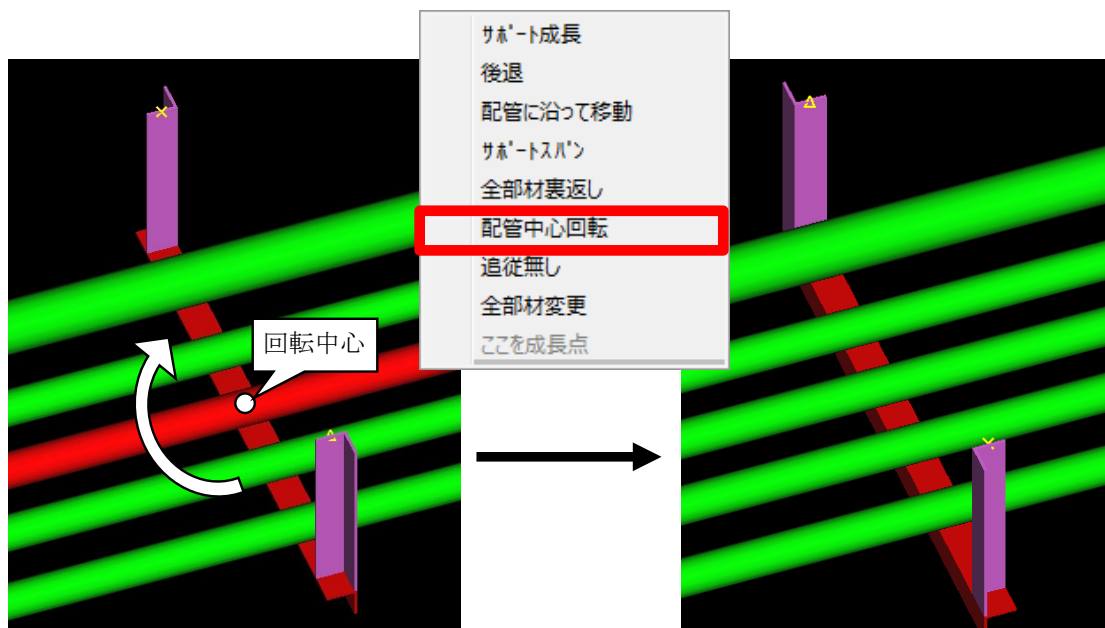 ｻﾎﾟｰﾄ成長
後退
配管に沿って移動
ｻﾎﾟｰﾄｽﾊﾟﾝ
全部材裏返し
配管中心回転
追従無し
全部材変更
ここを成長点
回転中心